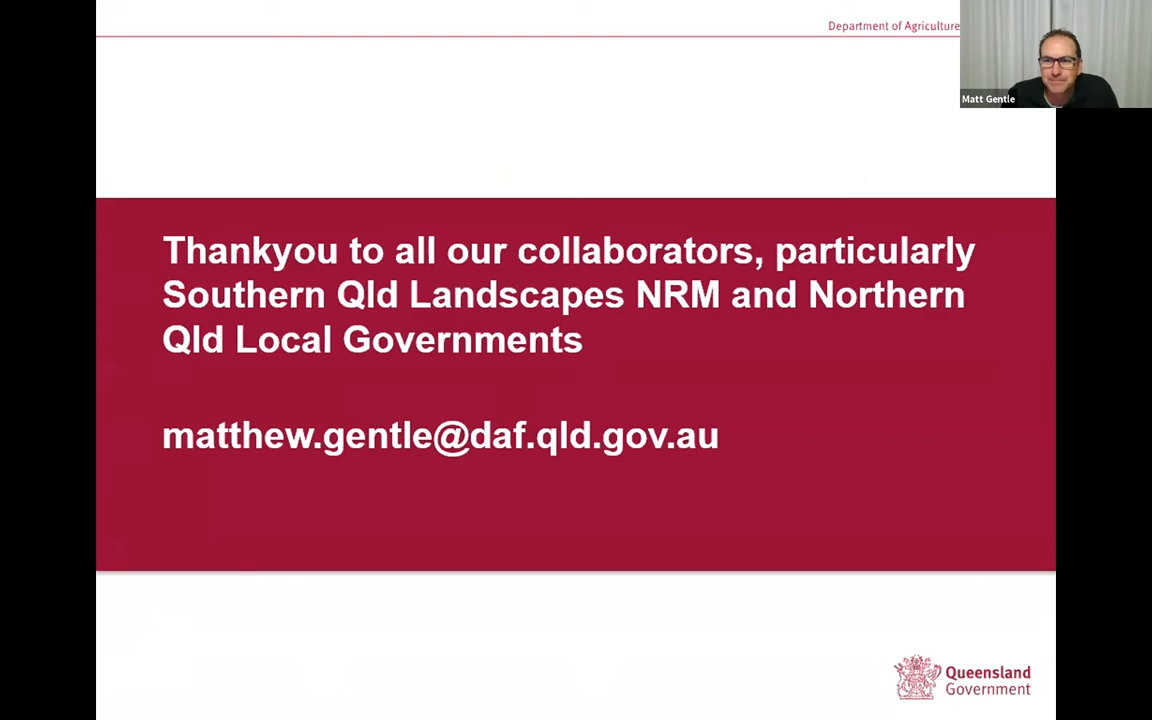 Department of Agriculture
Matt Gentle
Thankyou to all our collaborators, particularly
Southern Qld Landscapes NRM and Northern
Qld Local Governments
matthew.gentle@daf.qld.gov.au
Queensland
Government